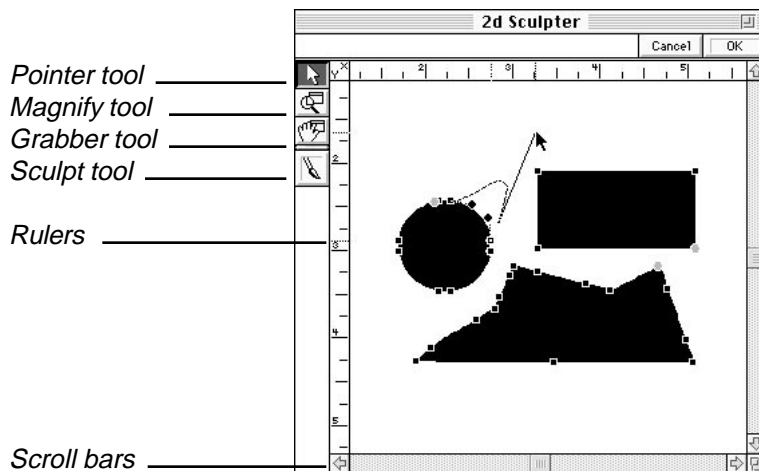 2d Sculpter
Cancel OK
Pointer tool
Magnify tool
Grabber tool
Sculpt tool
Rulers
Scroll bars
Y X
2 3 4 5
2
3
4
5